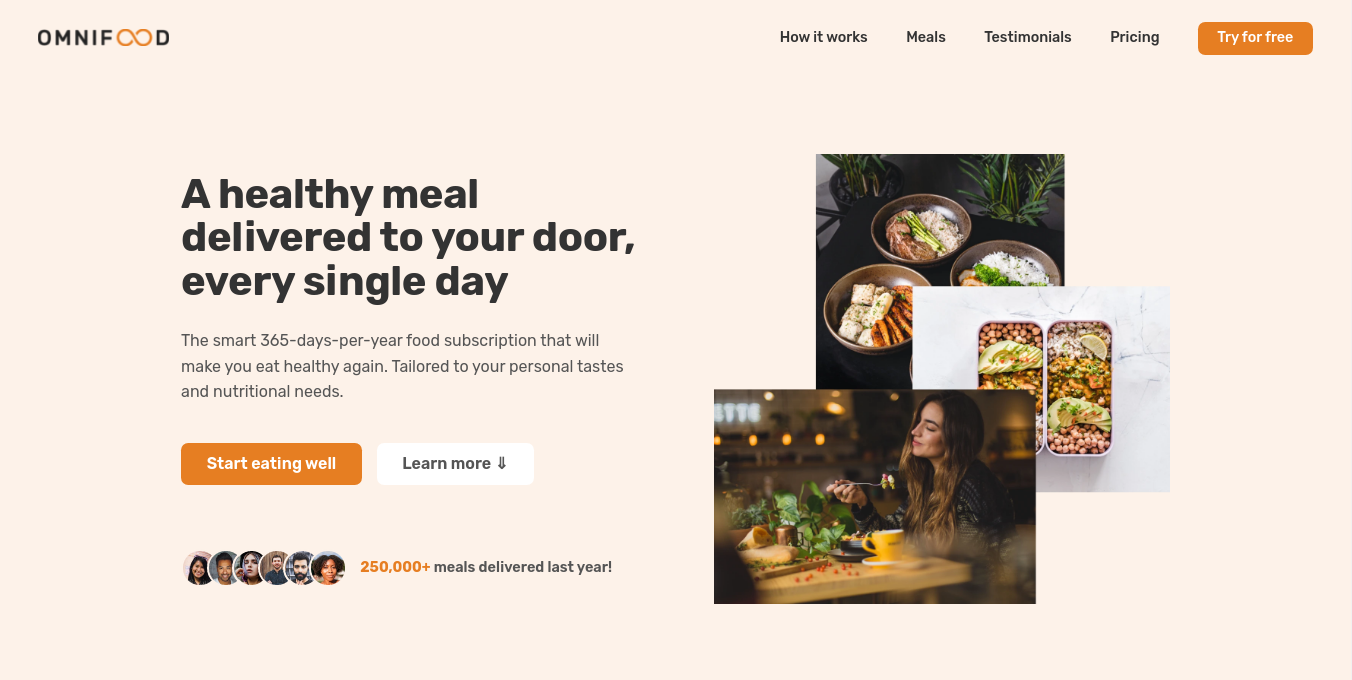 OMNIFOOD
How it works
Meals
Testimonials
Pricing
Try for free
A healthy meal
delivered to your door,
every single day
The smart 365-days-per-year food subscription that will
make you eat healthy again. Tailored to your personal tastes
and nutritional needs.
Start eating well
Learn more ⇓
250,000+ meals delivered last year!